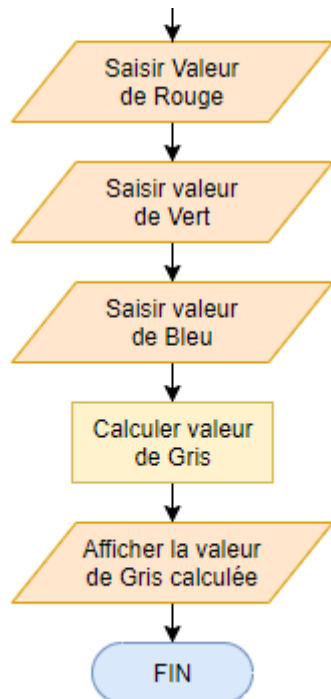 Saisir Valeur
de Rouge
Saisir valeur
de Vert
Saisir valeur
de Bleu
Calculer valeur
de Gris
Afficher la valeur
de Gris calculée
FIN